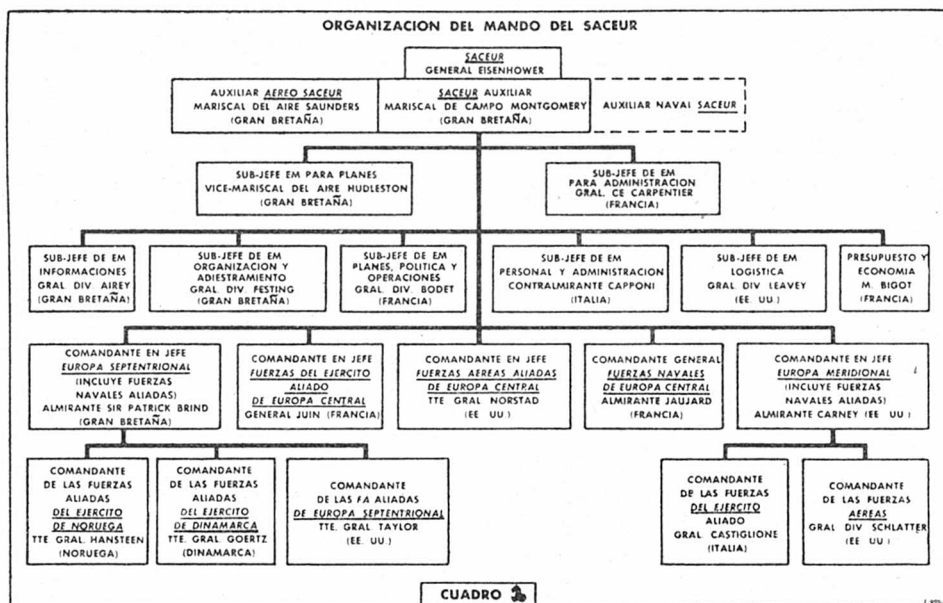 ORGANIZACION DEL MANDO DEL SACEUR
SACEUR
GENERAL EISENHOWER
AUXILIAR AEREO SACEUR
MARISCAL DEL AIRE SAUNDERS
(GRAN BRETAÑA)
SACEUR AUXILIAR
MARISCAL DE CAMPO MONTGOMERY
(GRAN BRETAÑA)
AUXILIAR NAVAL SACEUR
SUB-JEFE EM PARA PLANES
VICE-MARISCAL DEL AIRE HUDLESTON
(GRAN BRETAÑA)
SUB-JEFE DE EM
PARA ADMINISTRACION
GRAL. CE CARPENTIER
(FRANCIA)
SUB-JEFE DE EM
INFORMACIONES
GRAL. DIV. AIREY
(GRAN BRETAÑA)
SUB-JEFE DE EM
ORGANIZACION Y
ADIESTRAMIENTO
GRAL. DIV. FESTING
(GRAN BRETAÑA)
SUB-JEFE DE EM
PLANES, POLITICA Y
OPERACIONES
GRAL. DIV. BODET
(FRANCIA)
SUB-JEFE DE EM
PERSONAL Y ADMINISTRACION
CONTRALMIRANTE CAPPONI
(ITALIA)
SUB-JEFE DE EM
LOGISTICA
GRAL. DIV LEAVEY
(EE. UU.)
PRESUPUESTO Y
ECONOMIA
M. BIGOT
(FRANCIA)
COMANDANTE EN JEFE
EUROPA SEPTENTRIONAL
(INCLUYE FUERZAS
NAVALES ALIADAS)
ALMIRANTE SIR PATRICK BRIND
(GRAN BRETAÑA)
COMANDANTE EN JEFE
FUERZAS DEL EJERCITO
ALIADO
DE EUROPA CENTRAL
GENERAL JUIN (FRANCIA)
COMANDANTE EN JEFE
FUERZAS AEREAS ALIADAS
DE EUROPA CENTRAL
TTE GRAL NORSTAD
(EE UU.)
COMANDANTE GENERAL
FUERZAS NAVALES
DE EUROPA CENTRAL
ALMIRANTE JAUJARD
(FRANCIA)
COMANDANTE EN JEFE
EUROPA MERIDIONAL
(INCLUYE FUERZAS
NAVALES ALIADAS)
ALMIRANTE CARNEY (EE UU)
COMANDANTE
DE LAS FUERZAS
ALIADAS
DEL EJERCITO
DE NORUEGA
TTE GRAL. HANSTEEN
(NORUEGA)
COMANDANTE
DE LAS FUERZAS
ALIADAS
DEL EJERCITO
DE DINAMARCA
TTE. GRAL. GOERTZ
(DINAMARCA)
COMANDANTE
DE LAS FA ALIADAS
DE EUROPA SEPTENTRIONAL
TTE. GRAL. TAYLOR
(EE. UU.)
COMANDANTE
DE LAS FUERZAS
DEL EJERCITO
ALIADO
GRAL CASTIGLIONE
(ITALIA)
COMANDANTE
DE LAS FUERZAS
AEREAS
GRAL DIV SCHLATTER
(EE UU)
CUADRO